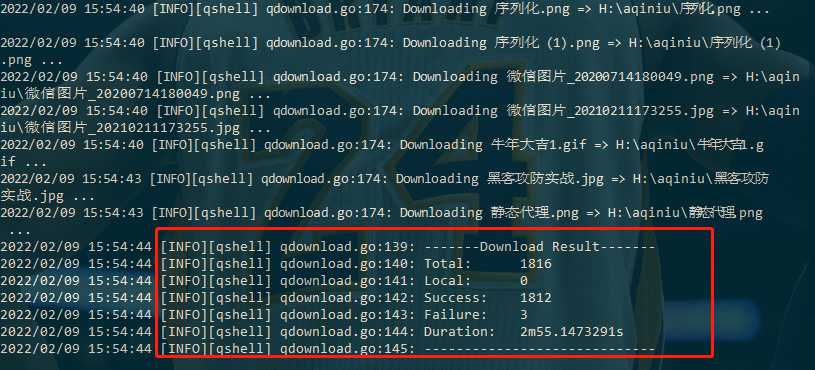 2022/02/09 15:54:40 [INFO][qshell] qdownload.go:174: Downloading 序列化.png => H:\aqiniu\序列化.png ...
2022/02/09 15:54:40 [INFO][qshell] qdownload.go:174: Downloading 序列化 (1).png => H:\aqiniu\序列化 (1)
.png ...
2022/02/09 15:54:40 [INFO][qshell] qdownload.go:174: Downloading 微信图片_20200714180049.png => H:\aqin
iu\微信图片_20200714180049.png ...
2022/02/09 15:54:40 [INFO][qshell] qdownload.go:174: Downloading 微信图片_20210211173255.jpg => H:\aqin
iu\微信图片_20210211173255.jpg ...
2022/02/09 15:54:40 [INFO][qshell] qdownload.go:174: Downloading 牛年大吉1.gif => H:\aqiniu\牛年大吉1.g
if ...
2022/02/09 15:54:43 [INFO][qshell] qdownload.go:174: Downloading 黑客攻防实战.jpg => H:\aqiniu\黑客攻防
实战.jpg ...
2022/02/09 15:54:43 [INFO][qshell] qdownload.go:174: Downloading 静态代理.png => H:\aqiniu\静态代理.png
...
2022/02/09 15:54:44 [INFO][qshell] qdownload.go:139: -------Download Result-------
2022/02/09 15:54:44 [INFO][qshell] qdownload.go:140: Total: 1816
2022/02/09 15:54:44 [INFO][qshell] qdownload.go:141: Local: 0
2022/02/09 15:54:44 [INFO][qshell] qdownload.go:142: Success: 1812
2022/02/09 15:54:44 [INFO][qshell] qdownload.go:143: Failure: 3
2022/02/09 15:54:44 [INFO][qshell] qdownload.go:144: Duration: 2m55.1473291s
2022/02/09 15:54:44 [INFO][qshell] qdownload.go:145: -----------------------------
BRYANT
24